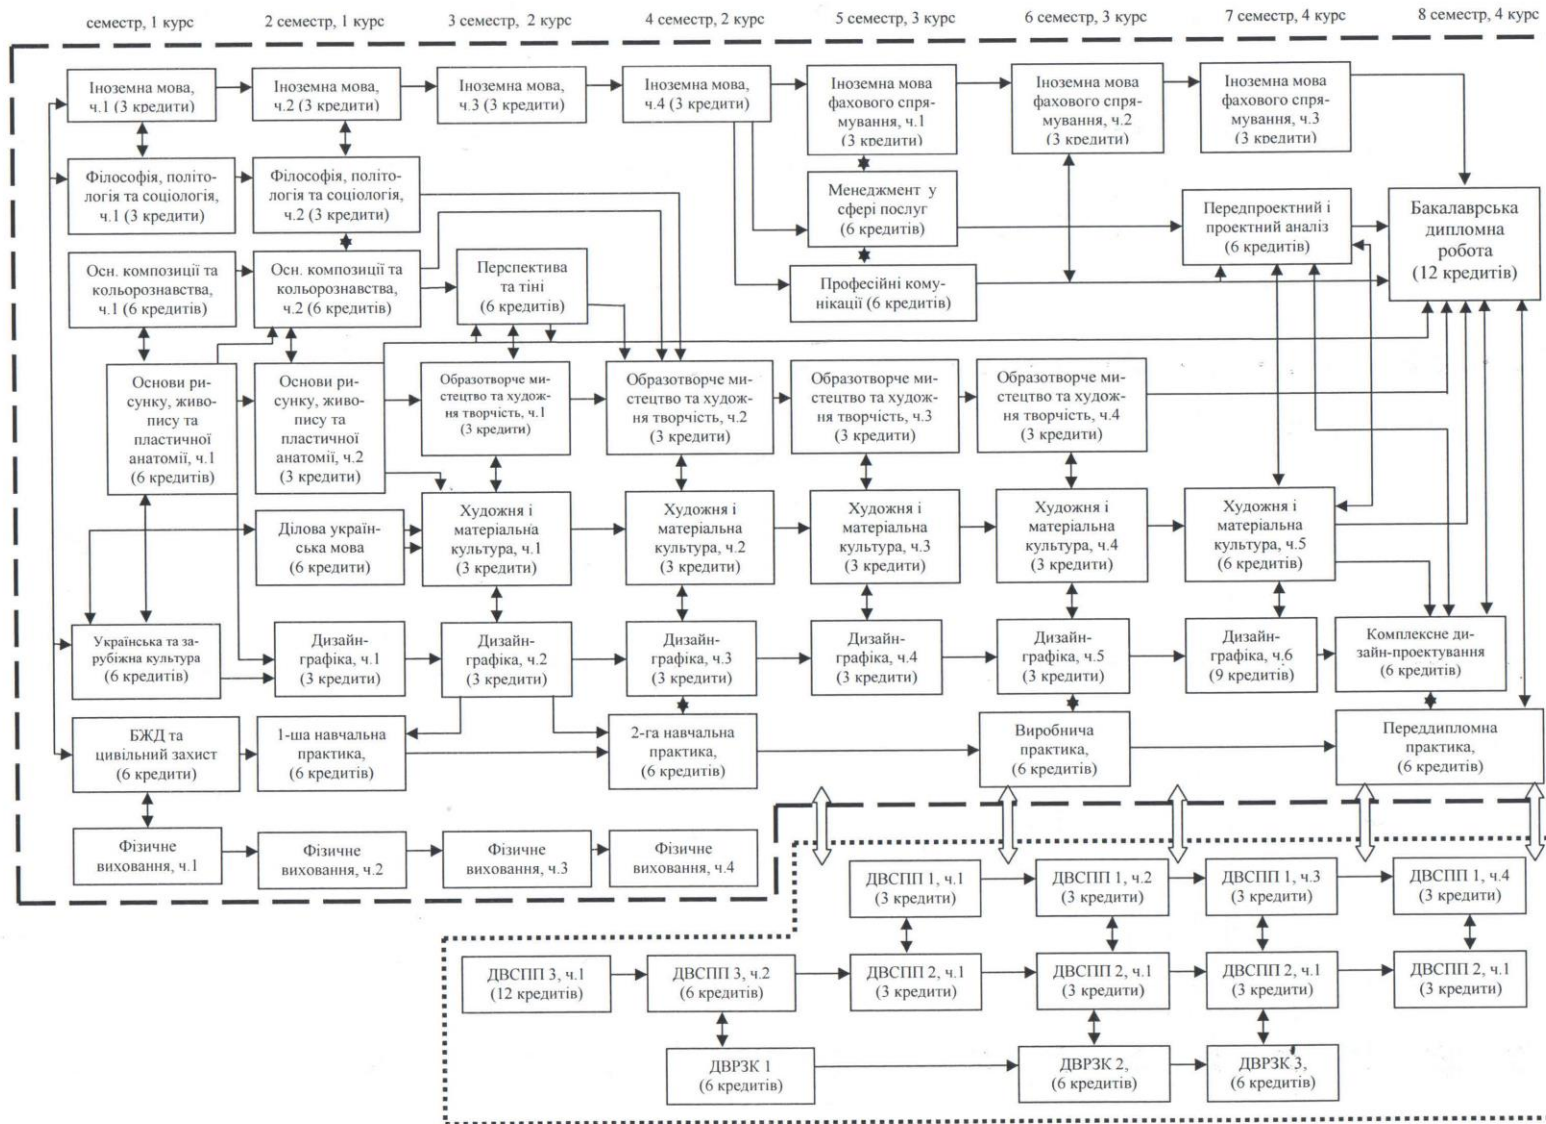 семестр, 1 курс
2 семестр, 1 курс
3 семестр, 2 курс
4 семестр, 2 курс
5 семестр, 3 курс
6 семестр, 3 курс
7 семестр, 4 курс
8 семестр, 4 курс
Іноземна мова,
ч.1 (3 кредити)
Іноземна мова,
ч.2 (3 кредити)
Іноземна мова,
ч.3 (3 кредити)
Іноземна мова,
ч.4 (3 кредити)
Іноземна мова
фахового спря-
мування, ч.1
(3 кредити)
Іноземна мова
фахового спря-
мування, ч.2
(3 кредити)
Іноземна мова
фахового спря-
мування, ч.3
(3 кредити)
Філософія, політо-
логія та соціологія,
ч.1 (3 кредити)
Філософія, політо-
логія та соціологія,
ч.2 (3 кредити)
Менеджмент у
сфері послуг
(6 кредитів)
Передпроектний і
проектний аналіз
(6 кредитів)
Бакалаврська
дипломна
робота
(12 кредитів)
Осн. композиції та
кольорознавства,
ч.1 (6 кредитів)
Осн. композиції та
кольорознавства,
ч.2 (6 кредитів)
Перспектива
та тіні
(6 кредитів)
Професійні кому-
нікації (6 кредитів)
Основи ри-
сунку, живо-
пису та
пластичної
анатомії, ч.1
(6 кредитів)
Основи ри-
сунку, живо-
пису та
пластичної
анатомії, ч.2
(3 кредити)
Образотворче ми-
стецтво та худож-
ня творчість, ч.1
(3 кредити)
Образотворче ми-
стецтво та худож-
ня творчість, ч.2
(3 кредити)
Образотворче ми-
стецтво та худож-
ня творчість, ч.3
(3 кредити)
Образотворче ми-
стецтво та худож-
ня творчість, ч.4
(3 кредити)
Ділова україн-
ська мова
(6 кредити)
Художня і
матеріальна
культура, ч.1
(3 кредити)
Художня і
матеріальна
культура, ч.2
(3 кредити)
Художня і
матеріальна
культура, ч.3
(3 кредити)
Художня і
матеріальна
культура, ч.4
(3 кредити)
Художня і
матеріальна
культура, ч.5
(6 кредитів)
Українська та за-
рубіжна культура
(6 кредитів)
Дизайн-
графіка, ч.1
(3 кредити)
Дизайн-
графіка, ч.2
(3 кредити)
Дизайн-
графіка, ч.3
(3 кредити)
Дизайн-
графіка, ч.4
(3 кредити)
Дизайн-
графіка, ч.5
(3 кредити)
Дизайн-
графіка, ч.6
(9 кредитів)
Комплексне ди-
зайн-проектування
(6 кредитів)
БЖД та
цивільний захист
(6 кредити)
1-ша навчальна
практика,
(6 кредитів)
2-га навчальна
практика,
(6 кредитів)
Виробнича
практика,
(6 кредитів)
Переддипломна
практика,
(6 кредитів)
Фізичне
виховання, ч.1
Фізичне
виховання, ч.2
Фізичне
виховання, ч.3
Фізичне
виховання, ч.4
ДВСПП 1, ч.1
(3 кредити)
ДВСПП 1, ч.2
(3 кредити)
ДВСПП 1, ч.3
(3 кредити)
ДВСПП 1, ч.4
(3 кредити)
ДВСПП 3, ч.1
(12 кредитів)
ДВСПП 3, ч.2
(6 кредитів)
ДВСПП 2, ч.1
(3 кредити)
ДВСПП 2, ч.1
(3 кредити)
ДВСПП 2, ч.1
(3 кредити)
ДВСПП 2, ч.1
(3 кредити)
ДВРЗК 1
(6 кредитів)
ДВРЗК 2,
(6 кредитів)
ДВРЗК 3,
(6 кредитів)